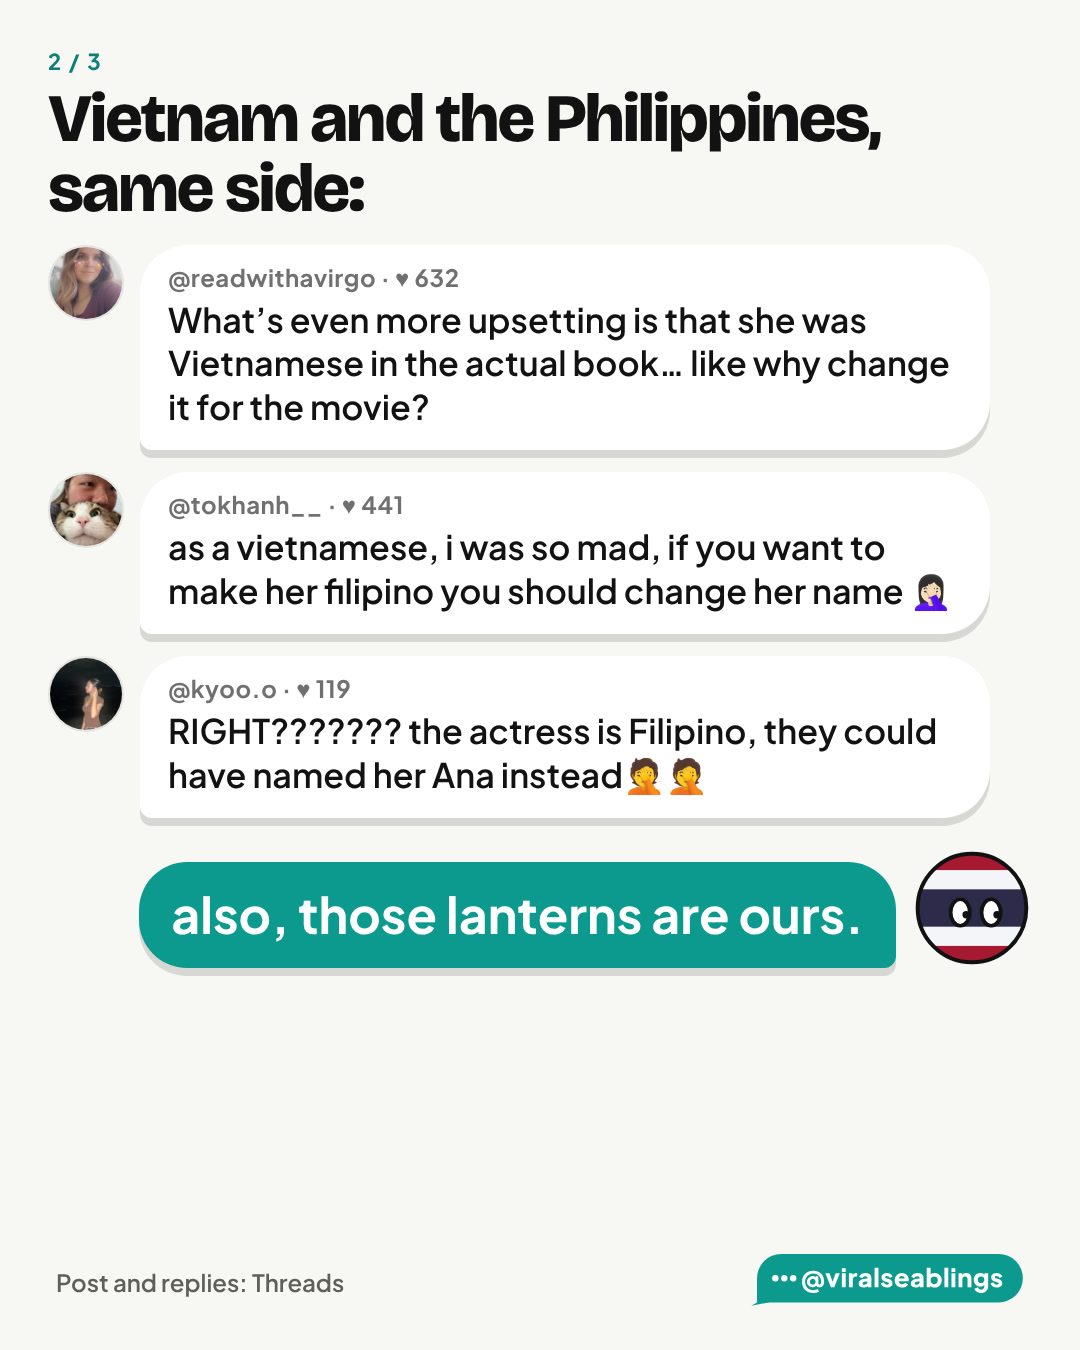 2 / 3
Vietnam and the Philippines,
same side:
@readwithavirgo · ♥ 632
What’s even more upsetting is that she was
Vietnamese in the actual book... like why change
it for the movie?
@tokhanh__ · ♥ 441
as a vietnamese, i was so mad, if you want to
make her filipino you should change her name 🤦🏻‍♀️
@kyoo.o · ♥ 119
RIGHT??????? the actress is Filipino, they could
have named her Ana instead🤦🤦
also, those lanterns are ours.
Post and replies: Threads
•••@viralseablings